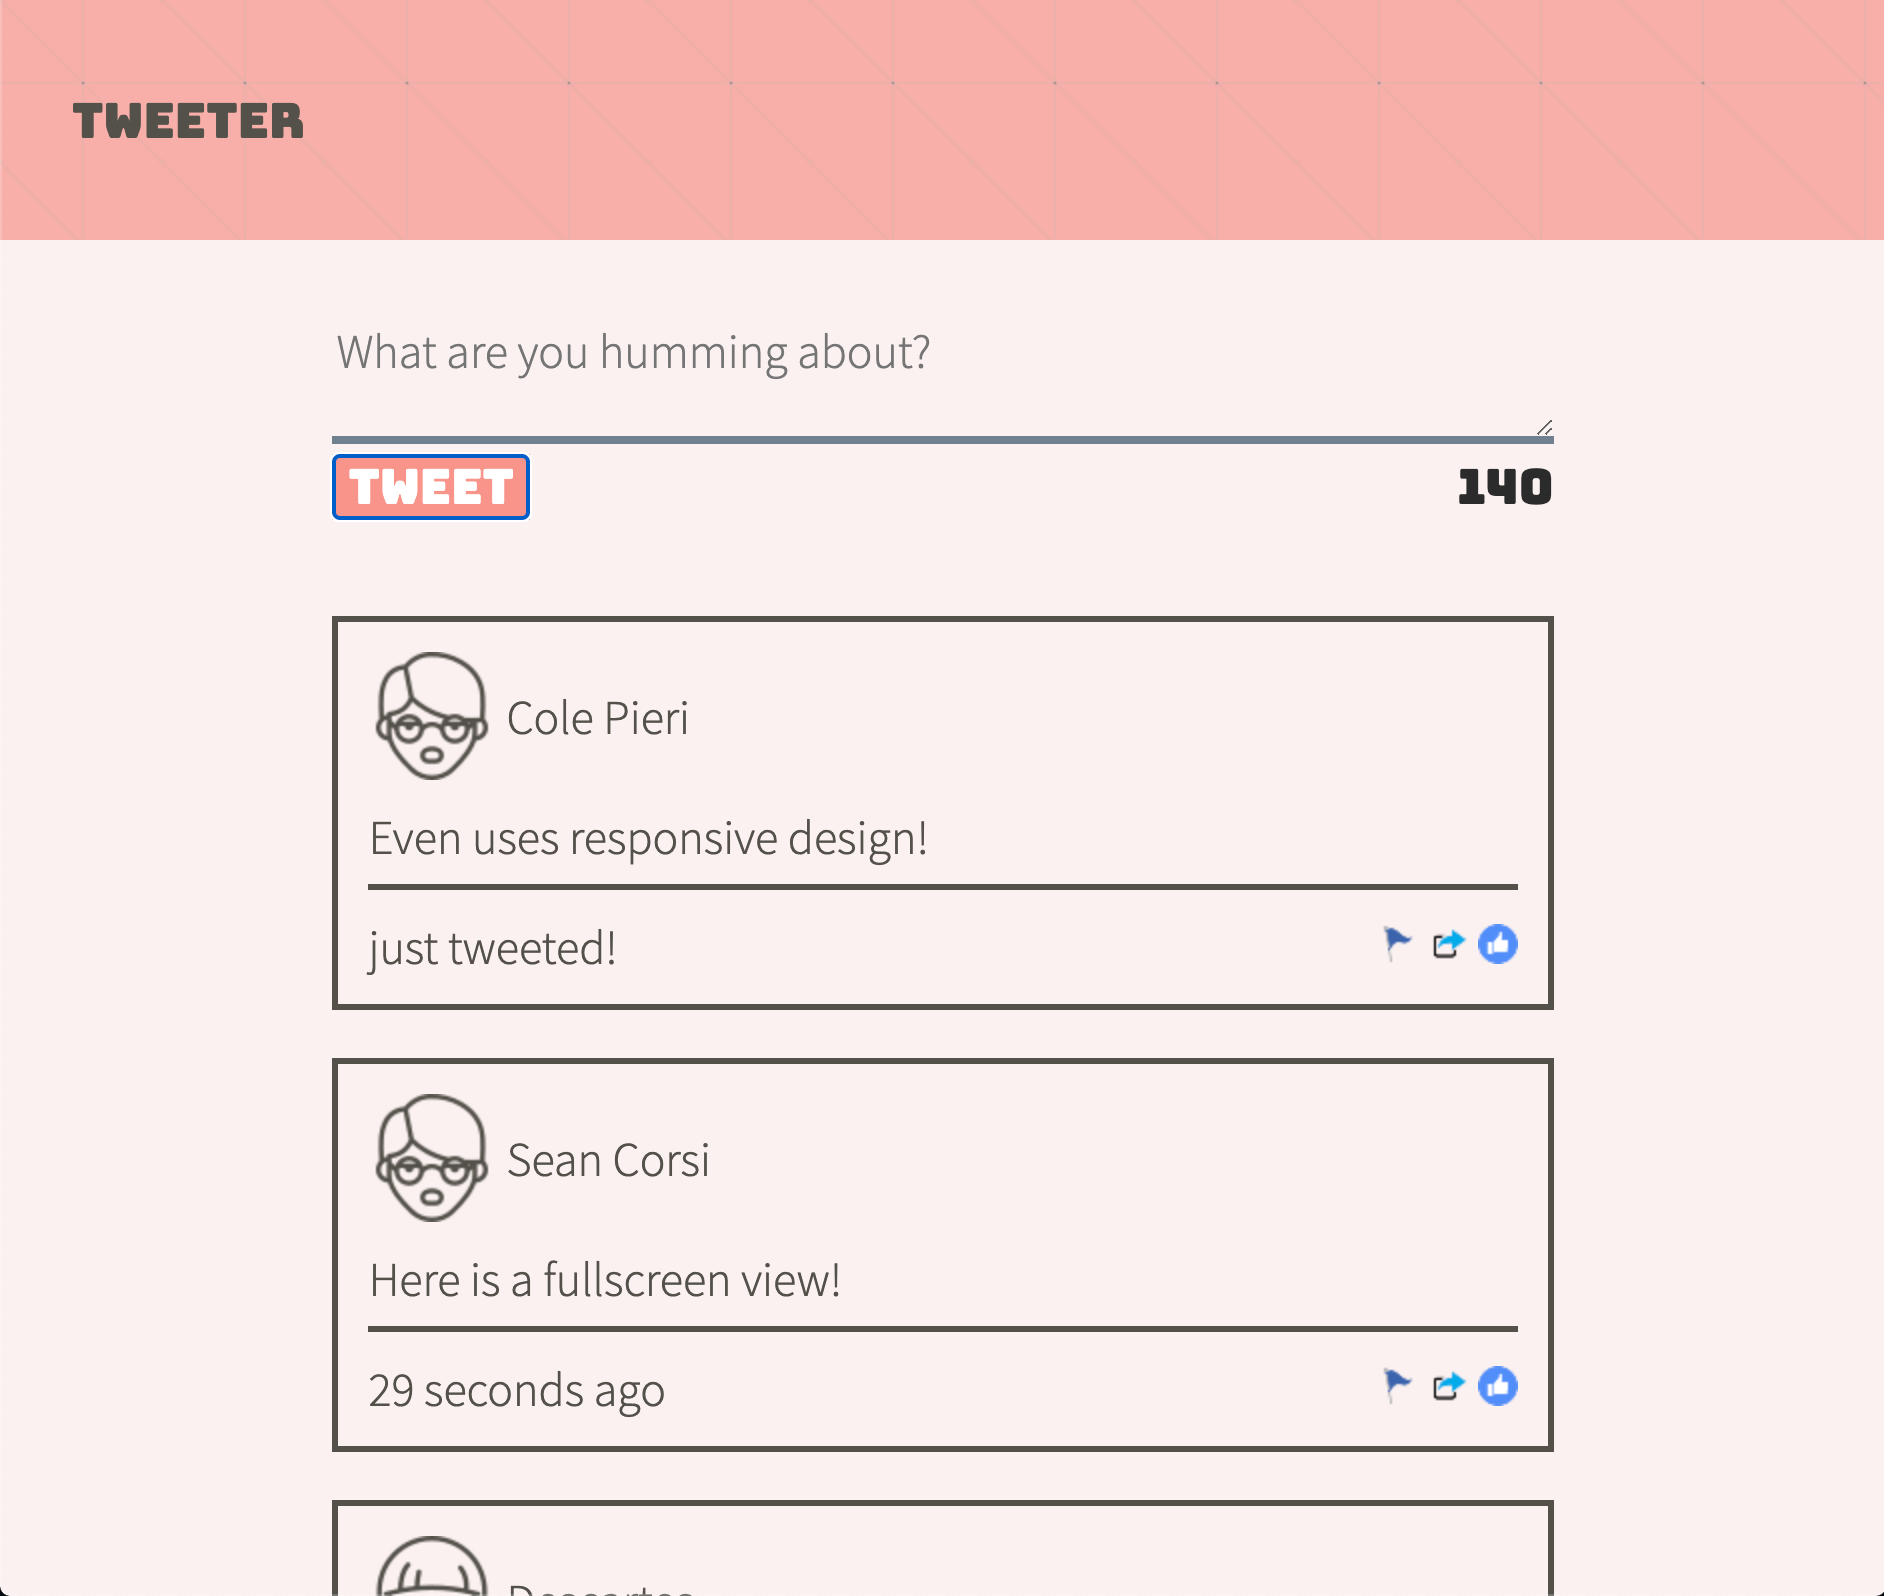 TWEETER
What are you humming about?
TWEET
140
Cole Pieri
Even uses responsive design!
just tweeted!
Sean Corsi
Here is a fullscreen view!
29 seconds ago
Descartes